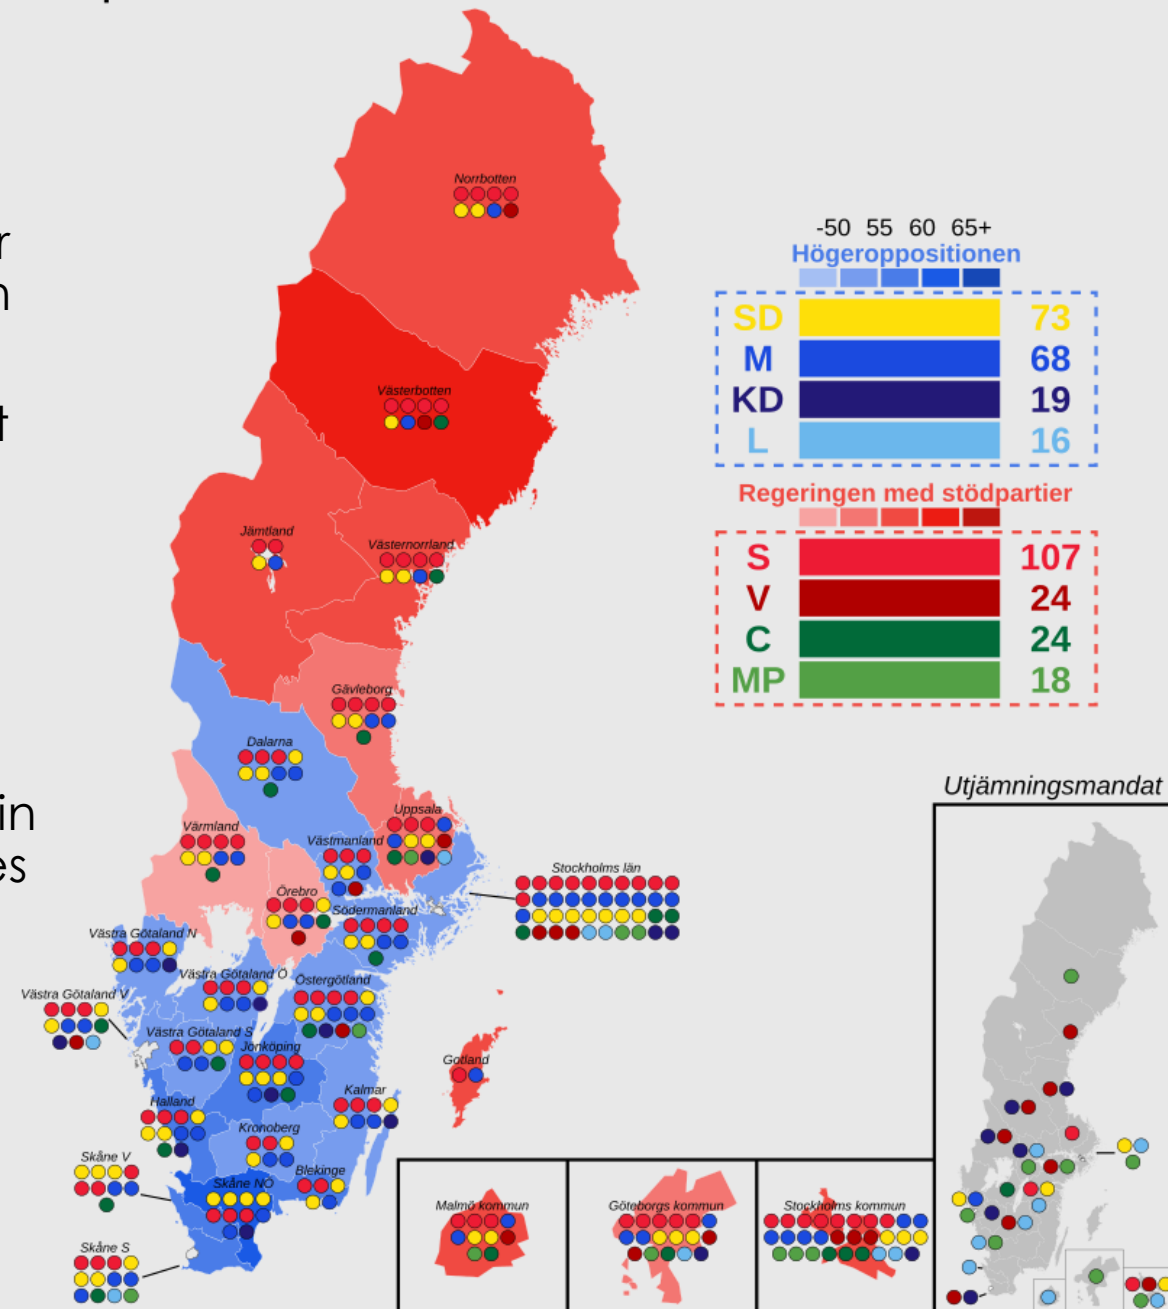 r
n
t
in
es
Norrbotten
Västerbotten
Jämtland
Västernorrland
Gävleborg
Dalarna
Uppsala
Värmland
Västmanland
Örebro
Södermanland
Stockholms län
Västra Götaland N
Västra Götaland Ö
Östergötland
Västra Götaland V
Västra Götaland S
Jönköping
Gotland
Kalmar
Halland
Kronoberg
Skåne V
Blekinge
Skåne NÖ
Skåne S
Malmö kommun
Göteborgs kommun
Stockholms kommun
-50 55 60 65+
Högeroppositionen
SD 73
M 68
KD 19
L 16
Regeringen med stödpartier
S 107
V 24
C 24
MP 18
Utjämningsmandat